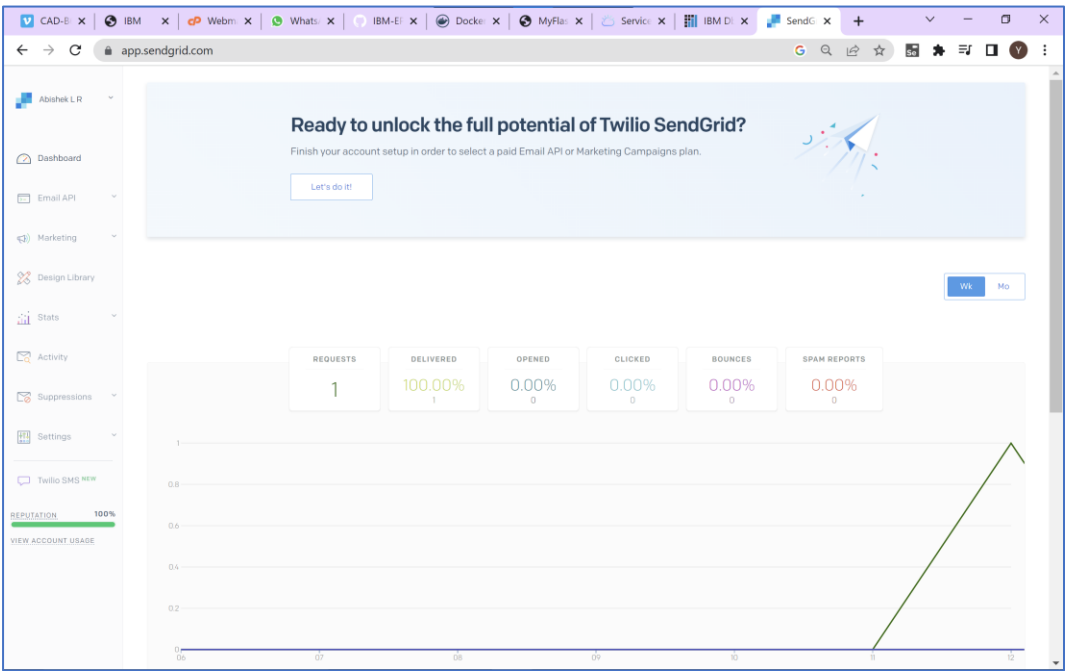 CAD-B IBM Webm Whats IBM-EF Docke MyFlas Service IBM D SendG
app.sendgrid.com
Abishek L R
Ready to unlock the full potential of Twilio SendGrid?
Finish your account setup in order to select a paid Email API or Marketing Campaigns plan.
Let's do it!
Dashboard
Email API
Marketing
Design Library
Stats
Activity
Suppressions
Settings
Twilio SMS NEW
REPUTATION 100%
VIEW ACCOUNT USAGE
Wk Mo
REQUESTS DELIVERED OPENED CLICKED BOUNCES SPAM REPORTS
1 100.00% 0.00% 0.00% 0.00% 0.00%
1 0 0 0 0
1
0.8
0.6
0.4
0.2
0
06 07 08 09 10 11 12